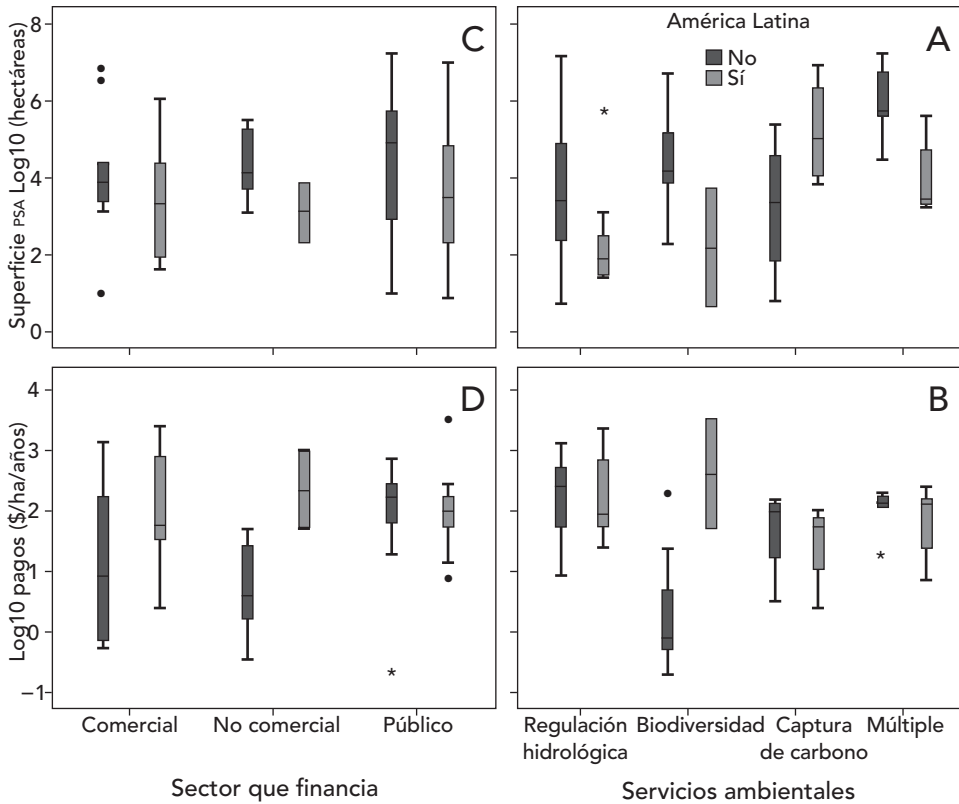 Superficie PSA Log10 (hectáreas)
8
6
4
2
0
C
América Latina
No
Sí
A
*
Log10 pagos ($/ha/años)
4
3
2
1
0
−1
D
*
B
*
Comercial
No comercial
Público
Sector que financia
Regulación
hidrológica
Biodiversidad
Captura
de carbono
Múltiple
Servicios ambientales